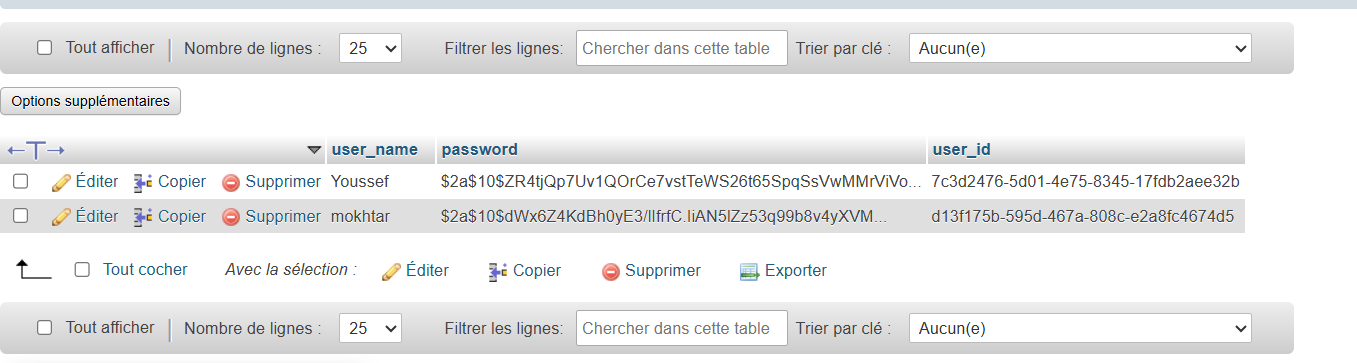 Tout afficher Nombre de lignes : 25 Filtrer les lignes: Chercher dans cette table Trier par clé : Aucun(e)
Options supplémentaires
user_name password user_id
Éditer Copier Supprimer Youssef $2a$10$ZR4tjQp7Uv1QOrCe7vstTeWS26t65SpqSsVwMMrViVo... 7c3d2476-5d01-4e75-8345-17fdb2aee32b
Éditer Copier Supprimer mokhtar $2a$10$dWx6Z4KdBh0yE3/llfrfC.liAN5lZz53q99b8v4yXVM... d13f175b-595d-467a-808c-e2a8fc4674d5
Tout cocher Avec la sélection : Éditer Copier Supprimer Exporter
Tout afficher Nombre de lignes : 25 Filtrer les lignes: Chercher dans cette table Trier par clé : Aucun(e)